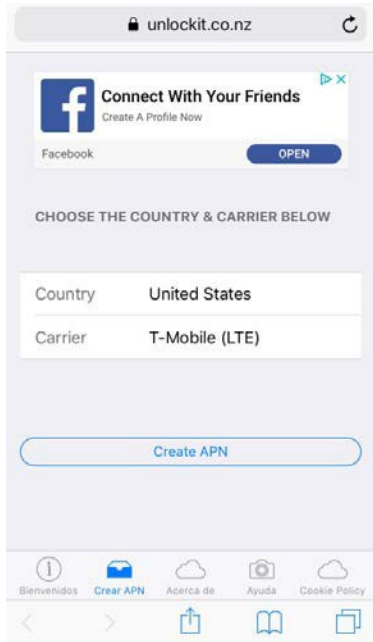 unlockit.co.nz
Connect With Your Friends
Create A Profile Now
Facebook
OPEN
CHOOSE THE COUNTRY & CARRIER BELOW
Country United States
Carrier T-Mobile (LTE)
Create APN
Bienvenidos Crear APN Acerca de Ayuda Cookie Policy